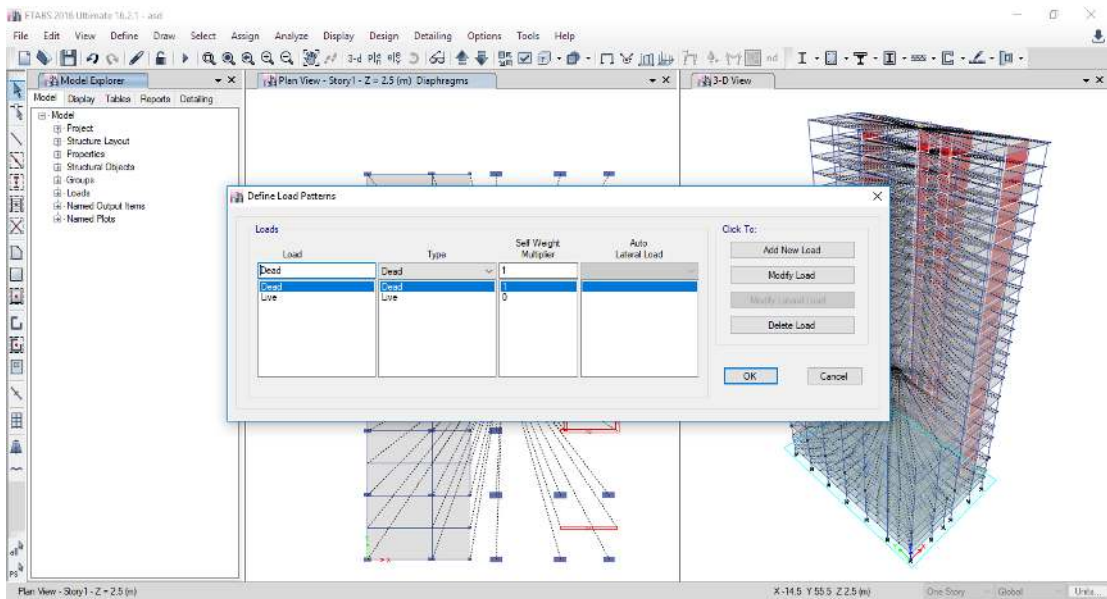 ETABS 2016 Ultimate 16.2.1 - asd
File Edit View Define Draw Select Assign Analyze Display Design Detailing Options Tools Help
3-d
Model Explorer
Plan View - Story1 - Z = 2.5 (m) Diaphragms
3-D View
Model Display Tables Reports Detailing
Model
Project
Structure Layout
Properties
Structural Objects
Groups
Loads
Named Output Items
Named Plots
Define Load Patterns
Loads
Click To:
Load
Type
Self Weight
Multiplier
Auto
Lateral Load
Dead Dead 1
Dead Dead 1
Live Live 0
Add New Load
Modify Load
Modify Lateral Load
Delete Load
OK
Cancel
Plan View - Story1 - Z = 2.5 (m)
X -14.5 Y 55.5 Z 2.5 (m)
One Story
Global
Units...